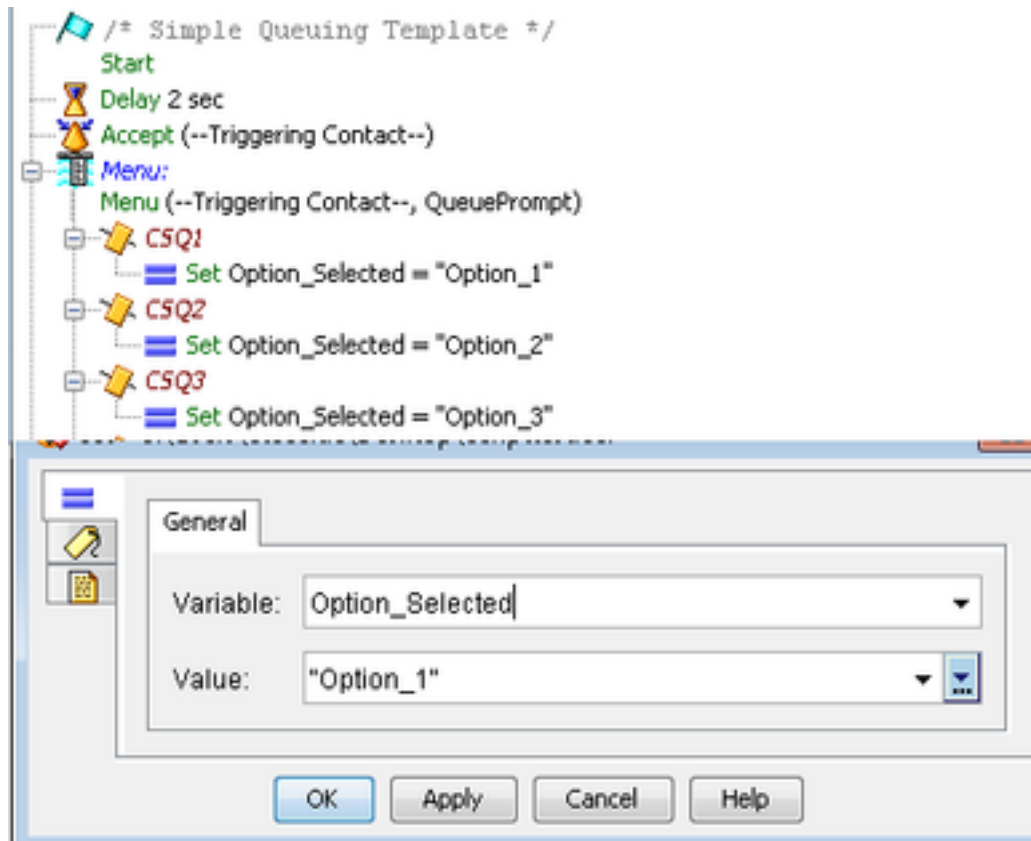 /* Simple Queuing Template */
Start
Delay 2 sec
Accept (--Triggering Contact--)
Menu:
Menu (--Triggering Contact--, QueuePrompt)
CSQ1
Set Option_Selected = "Option_1"
CSQ2
Set Option_Selected = "Option_2"
CSQ3
Set Option_Selected = "Option_3"
General
Variable: Option_Selected
Value: "Option_1"
OK Apply Cancel Help